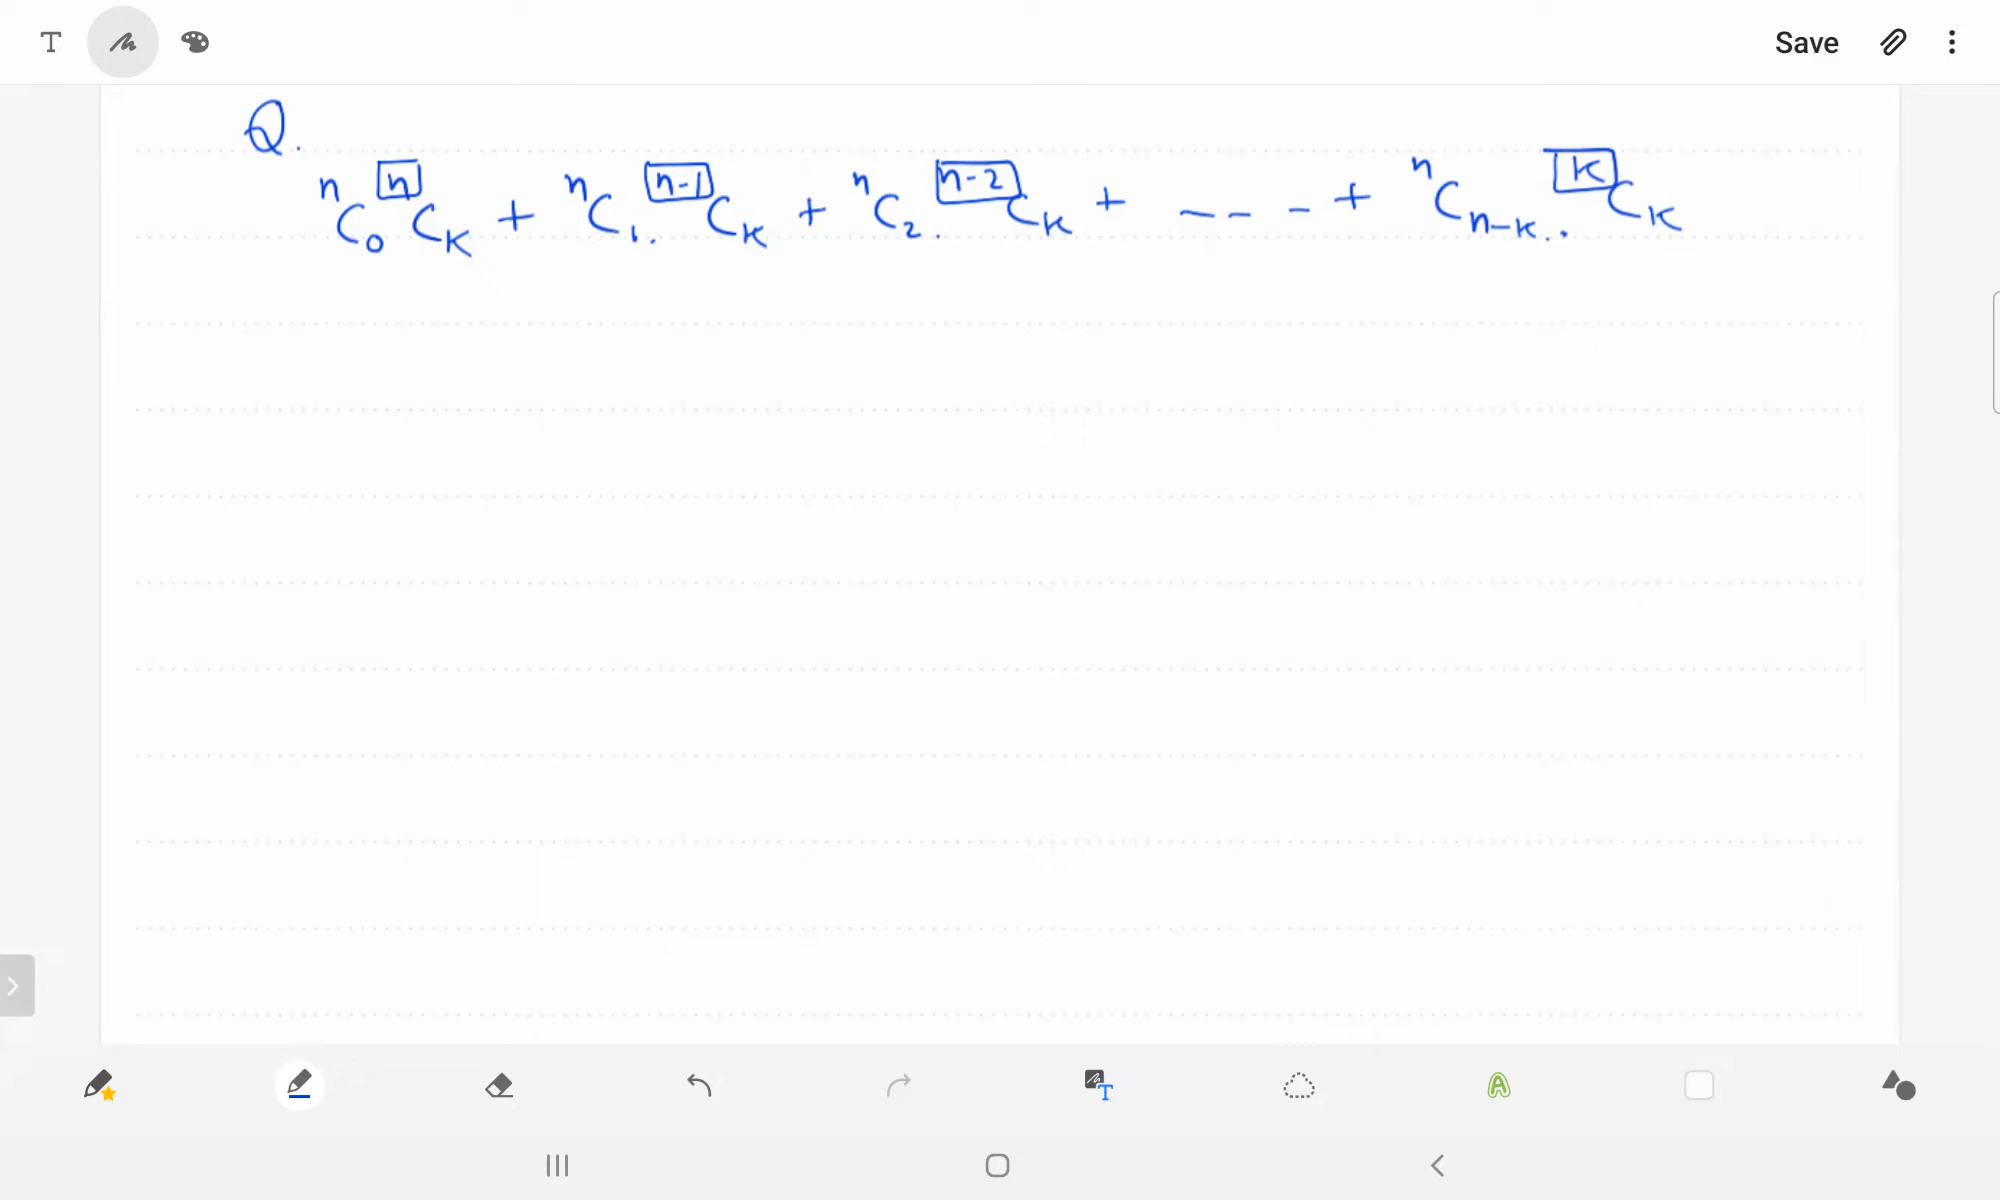 T Save
Q.
ⁿC₀ ⁿCₖ + ⁿC₁. ⁿ⁻¹Cₖ + ⁿC₂. ⁿ⁻²Cₖ + --- + ⁿCₙ₋ₖ.. ᵏCₖ
T A